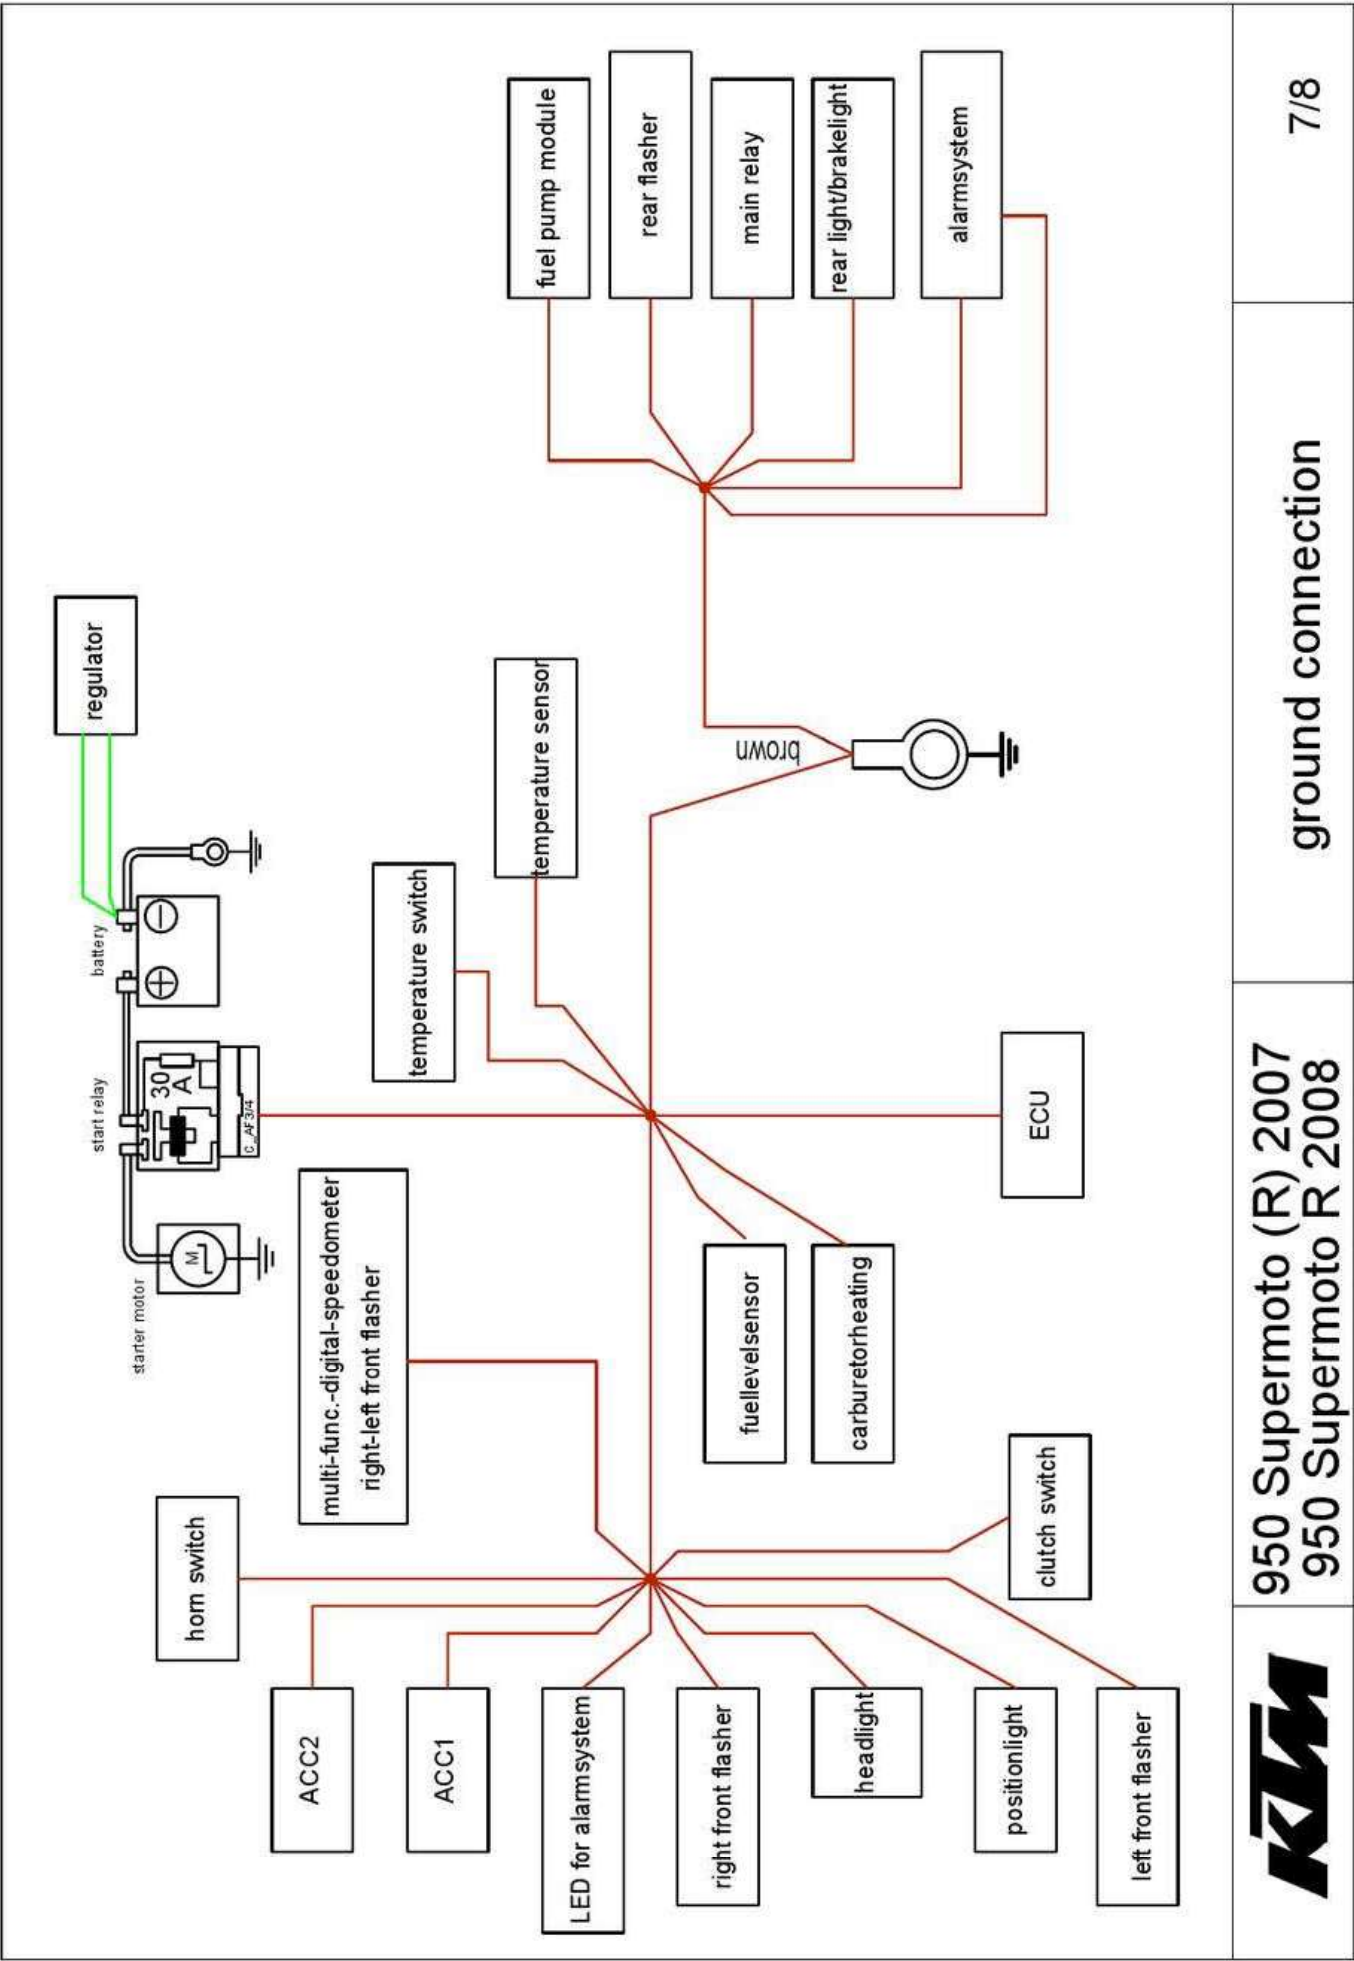 regulator
battery
start relay
starter motor
30
A
C_AF3/4
horn switch
multi-func.-digital-speedometer
right-left front flasher
temperature switch
temperature sensor
ACC2
ACC1
LED for alarmsystem
right front flasher
headlight
positionlight
left front flasher
clutch switch
fuellevelsensor
carburetorheating
ECU
brown
fuel pump module
rear flasher
main relay
rear light/brakelight
alarmsystem
M
KTM
950 Supermoto (R) 2007
950 Supermoto R 2008
ground connection
7/8